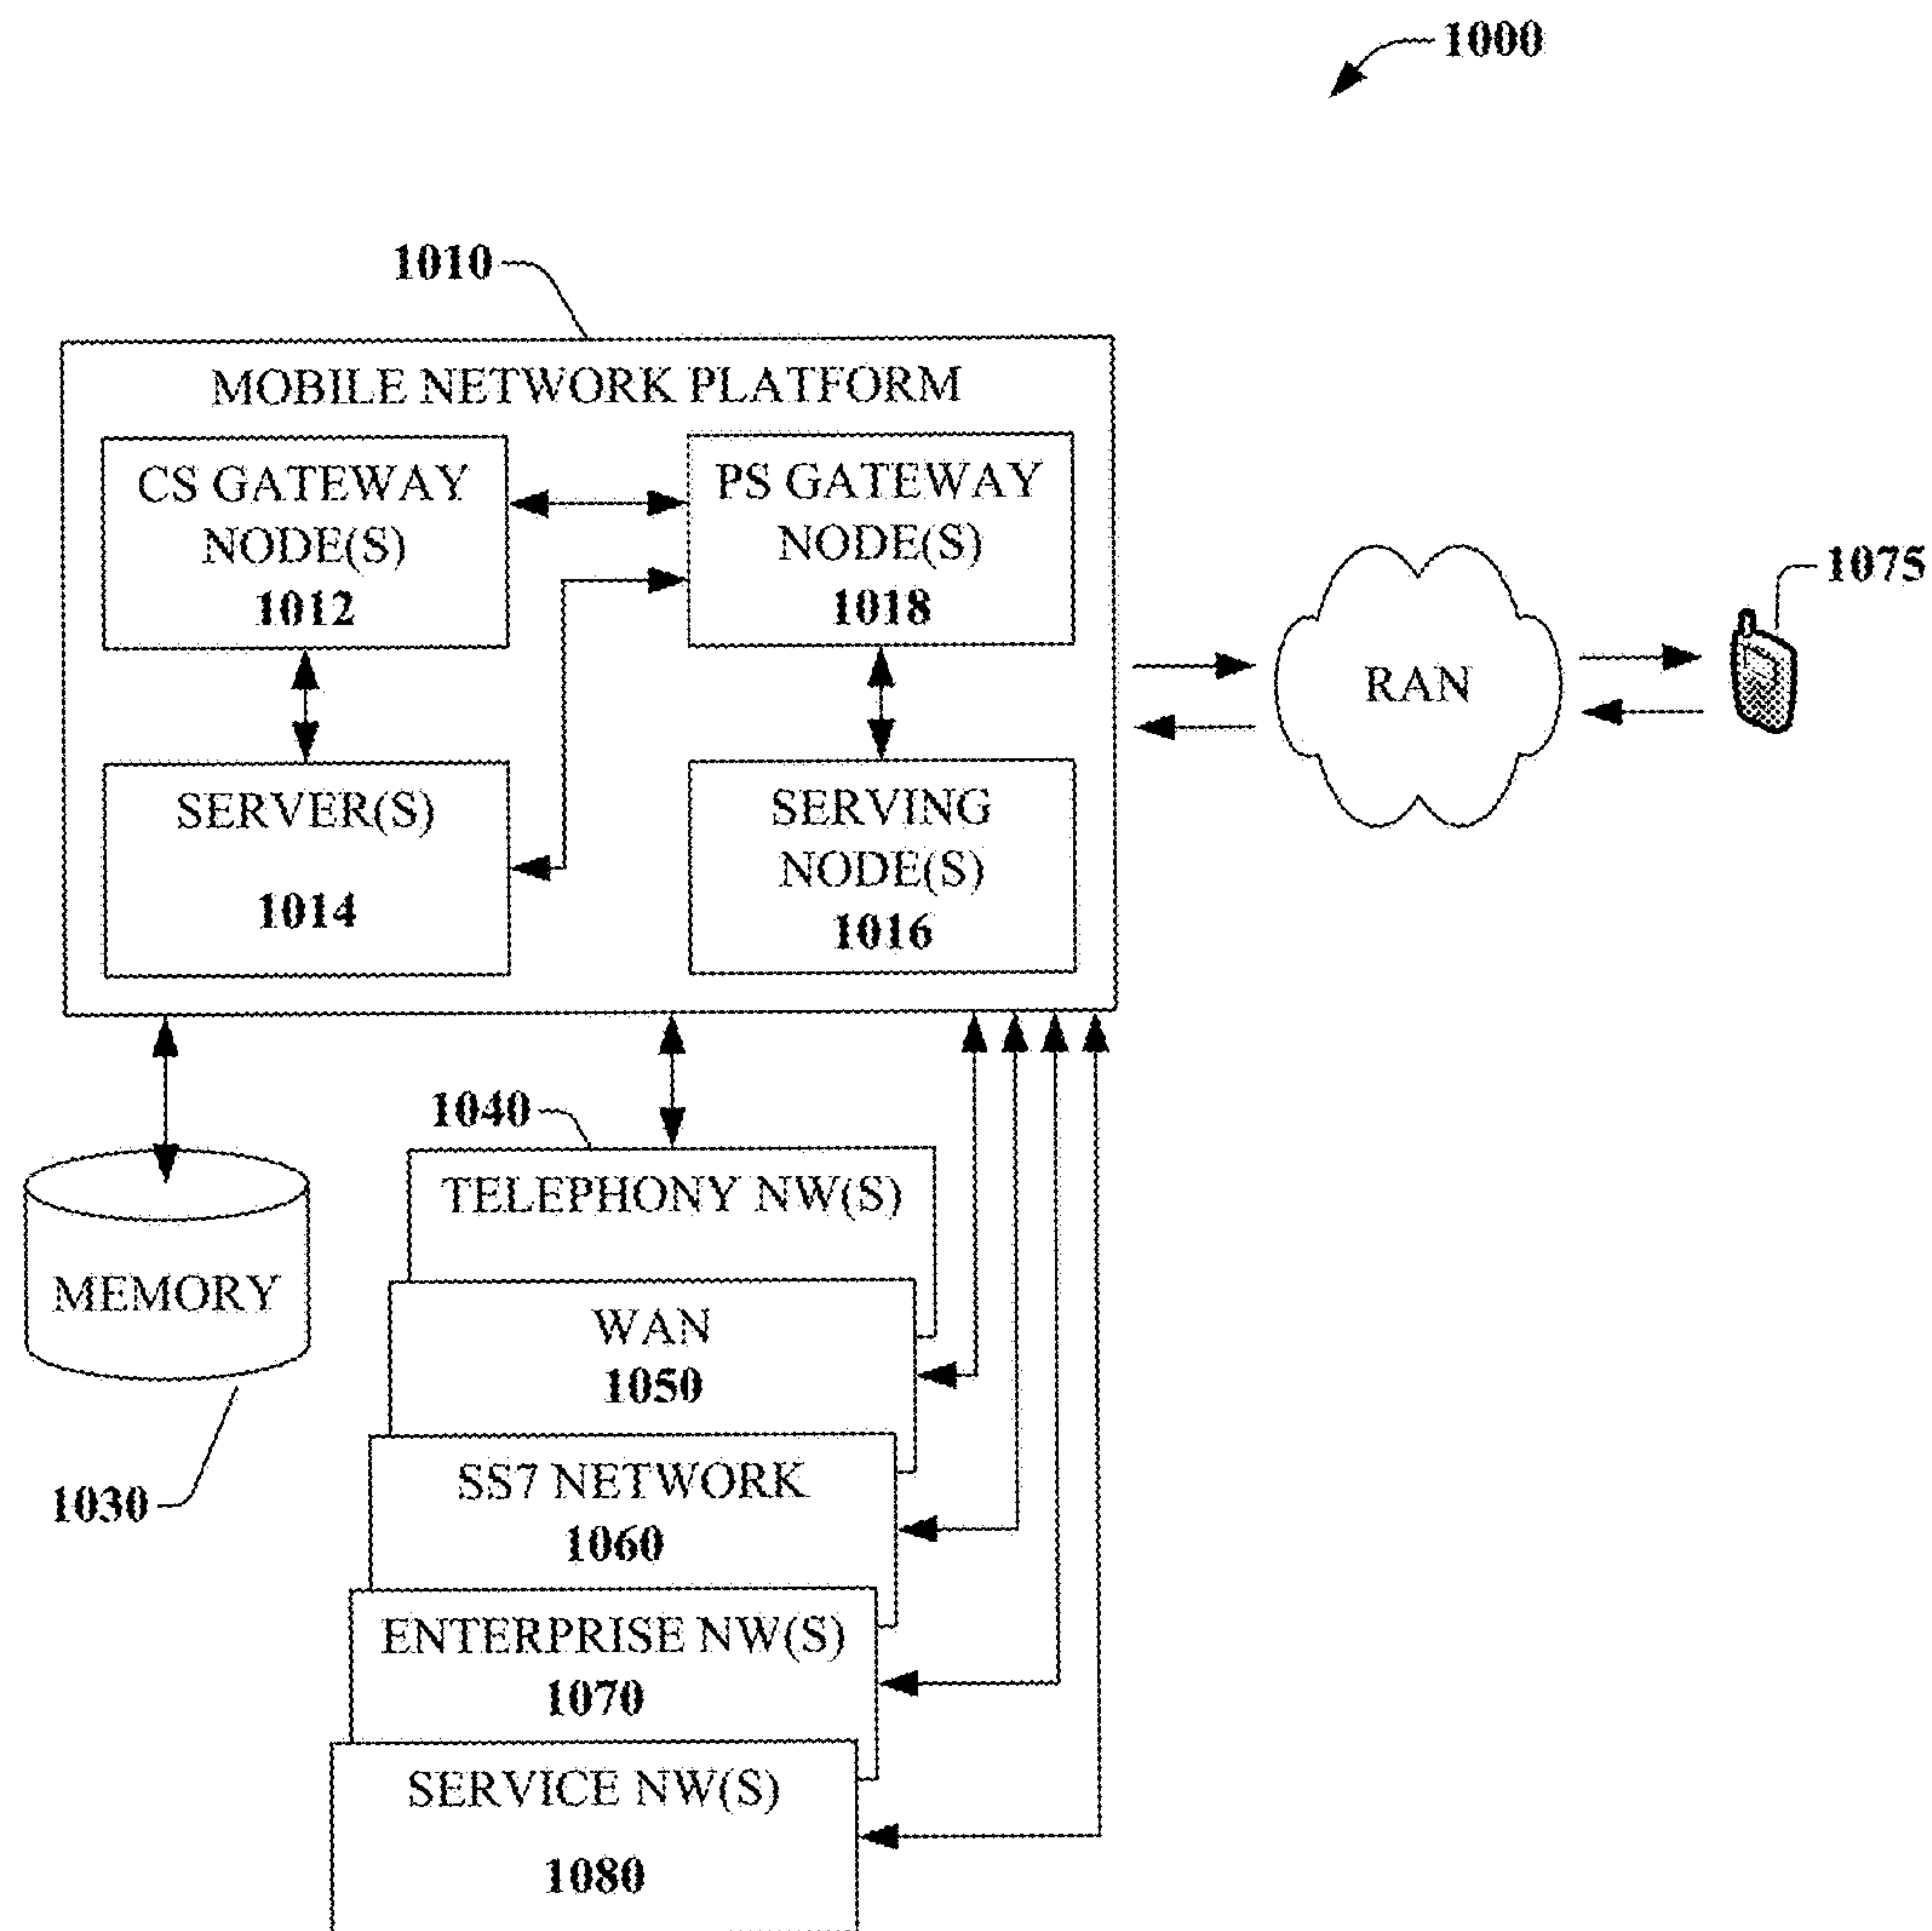 1000
1010
MOBILE NETWORK PLATFORM
CS GATEWAY
NODE(S)
1012
PS GATEWAY
NODE(S)
1018
SERVER(S)
1014
SERVING
NODE(S)
1016
RAN
1075
MEMORY
1030
1040
TELEPHONY NW(S)
WAN
1050
SS7 NETWORK
1060
ENTERPRISE NW(S)
1070
SERVICE NW(S)
1080